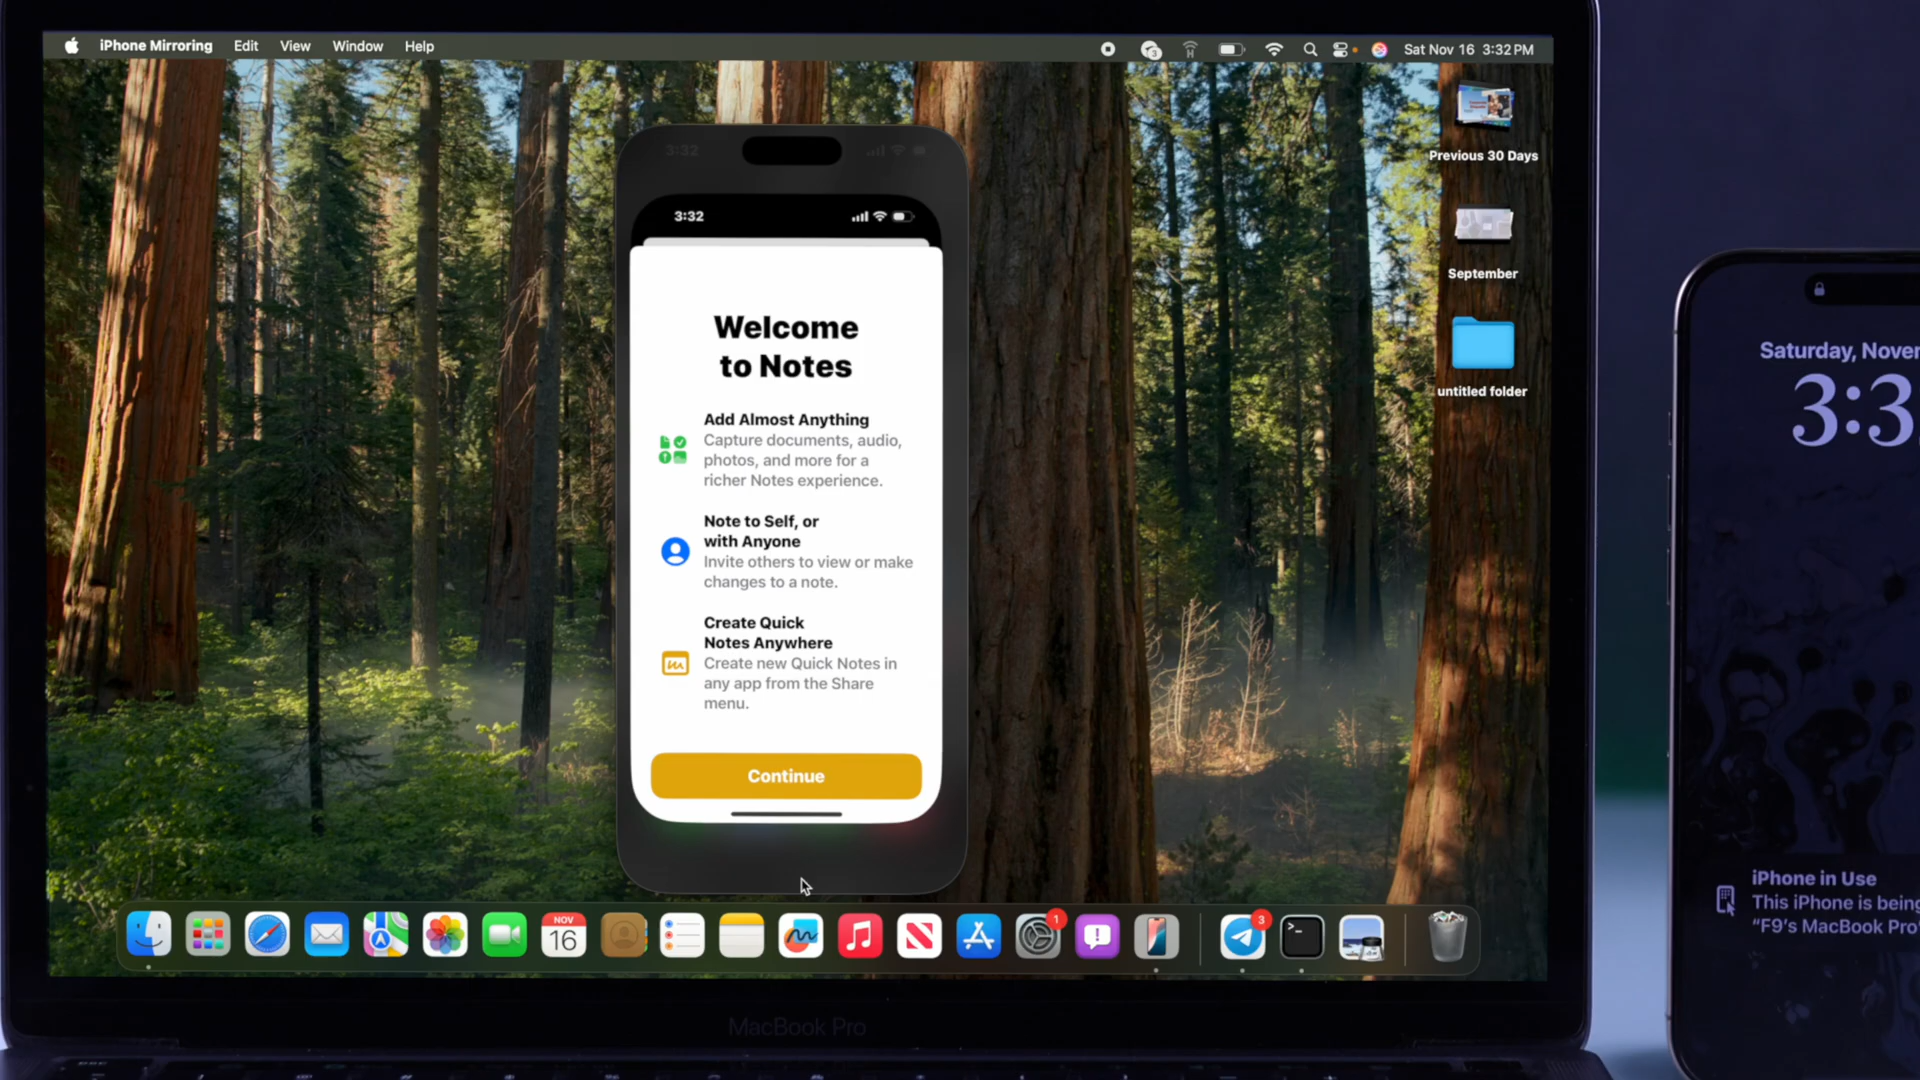 iPhone Mirroring Edit View Window Help
3 Sat Nov 16 3:32 PM
Previous 30 Days
September
untitled folder
3:32
3:32
Welcome
to Notes
Add Almost Anything
Capture documents, audio,
photos, and more for a
richer Notes experience.
Note to Self, or
with Anyone
Invite others to view or make
changes to a note.
Create Quick
Notes Anywhere
Create new Quick Notes in
any app from the Share
menu.
Continue
NOV
16
1
3
MacBook Pro
Saturday,
3:3
iPhone in Use
This iPhone is being
“F9’s MacBook Pro”